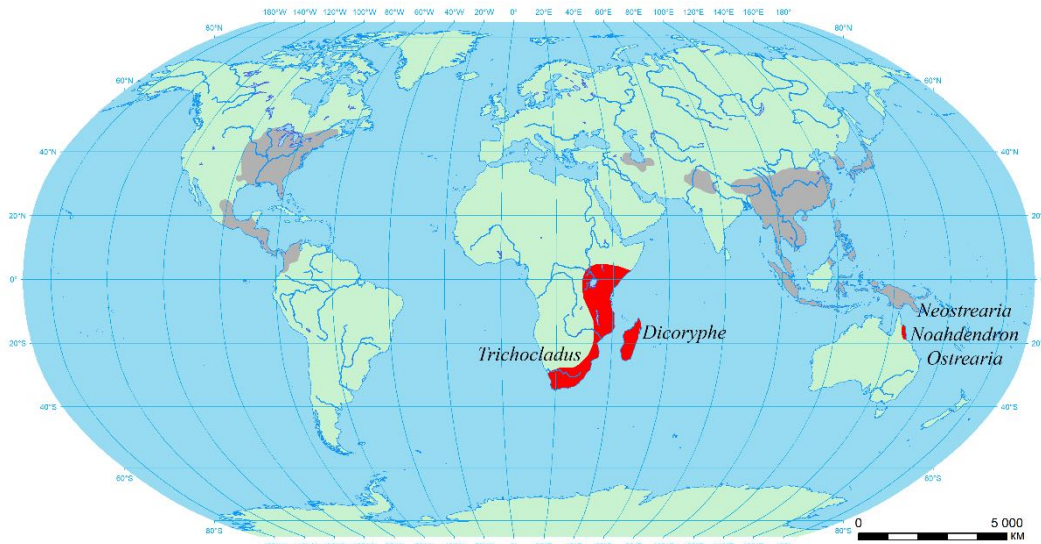 180°W 160°W 140°W 120°W 100°W 80°W 60°W 40°W 20°W 0° 20°E 40°E 60°E 80°E 100°E 120°E 140°E 160°E 180°
80°N 80°N
60°N 60°N
40°N 40°N
20°N 20°
0° 0°
Neostrearia
Dicoryphe Noahdendron
20°S 20°
Trichocladus Ostrearia
40°S 40°S
60°S 60°S
80°S 80°S
0 5 000
КМ